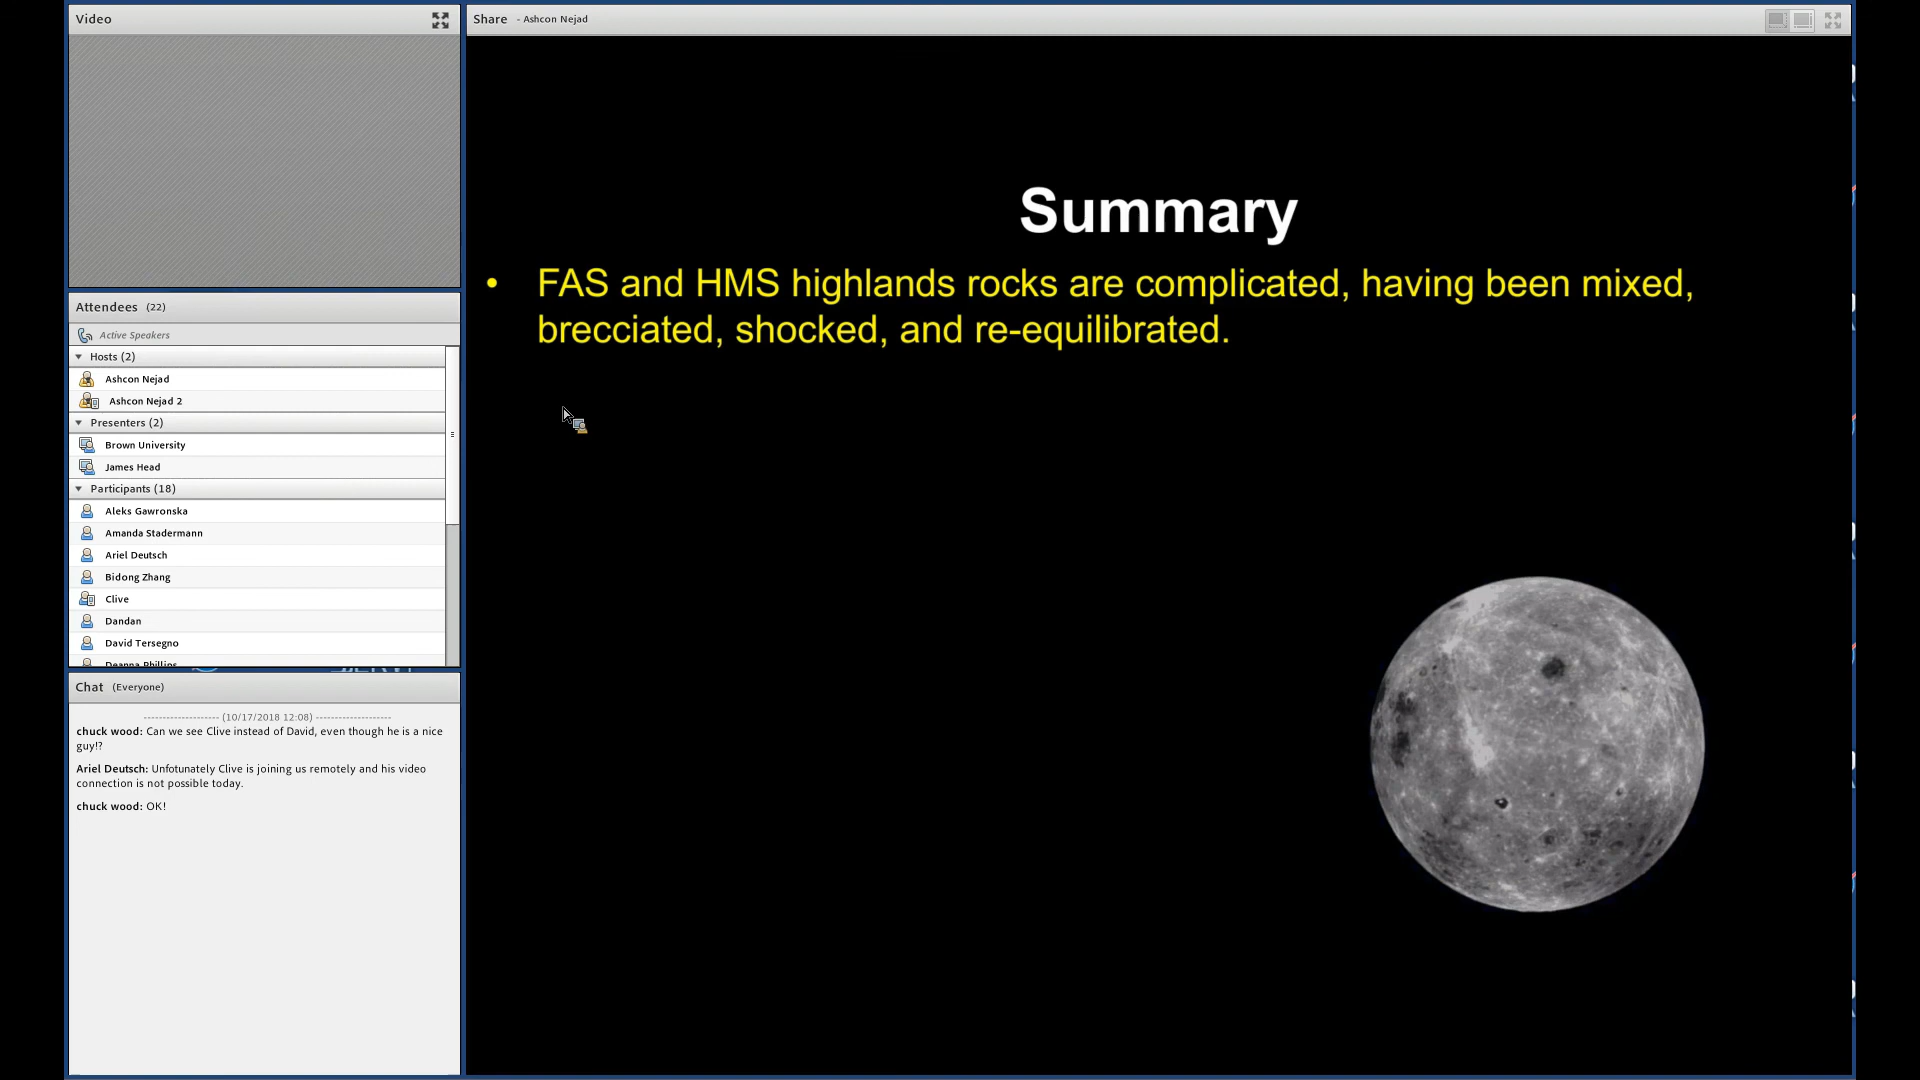 Video
Share - Ashcon Nejad
Attendees (22)
Active Speakers
Hosts (2)
Ashcon Nejad
Ashcon Nejad 2
Presenters (2)
Brown University
James Head
Participants (18)
Aleks Gawronska
Amanda Stadermann
Ariel Deutsch
Bidong Zhang
Clive
Dandan
David Tersegno
Deanna Phillips
Chat (Everyone)
-------------------- (10/17/2018 12:08) --------------------
chuck wood: Can we see Clive instead of David, even though he is a nice
guy!?
Ariel Deutsch: Unfotunately Clive is joining us remotely and his video
connection is not possible today.
chuck wood: OK!
Summary
• FAS and HMS highlands rocks are complicated, having been mixed,
brecciated, shocked, and re-equilibrated.